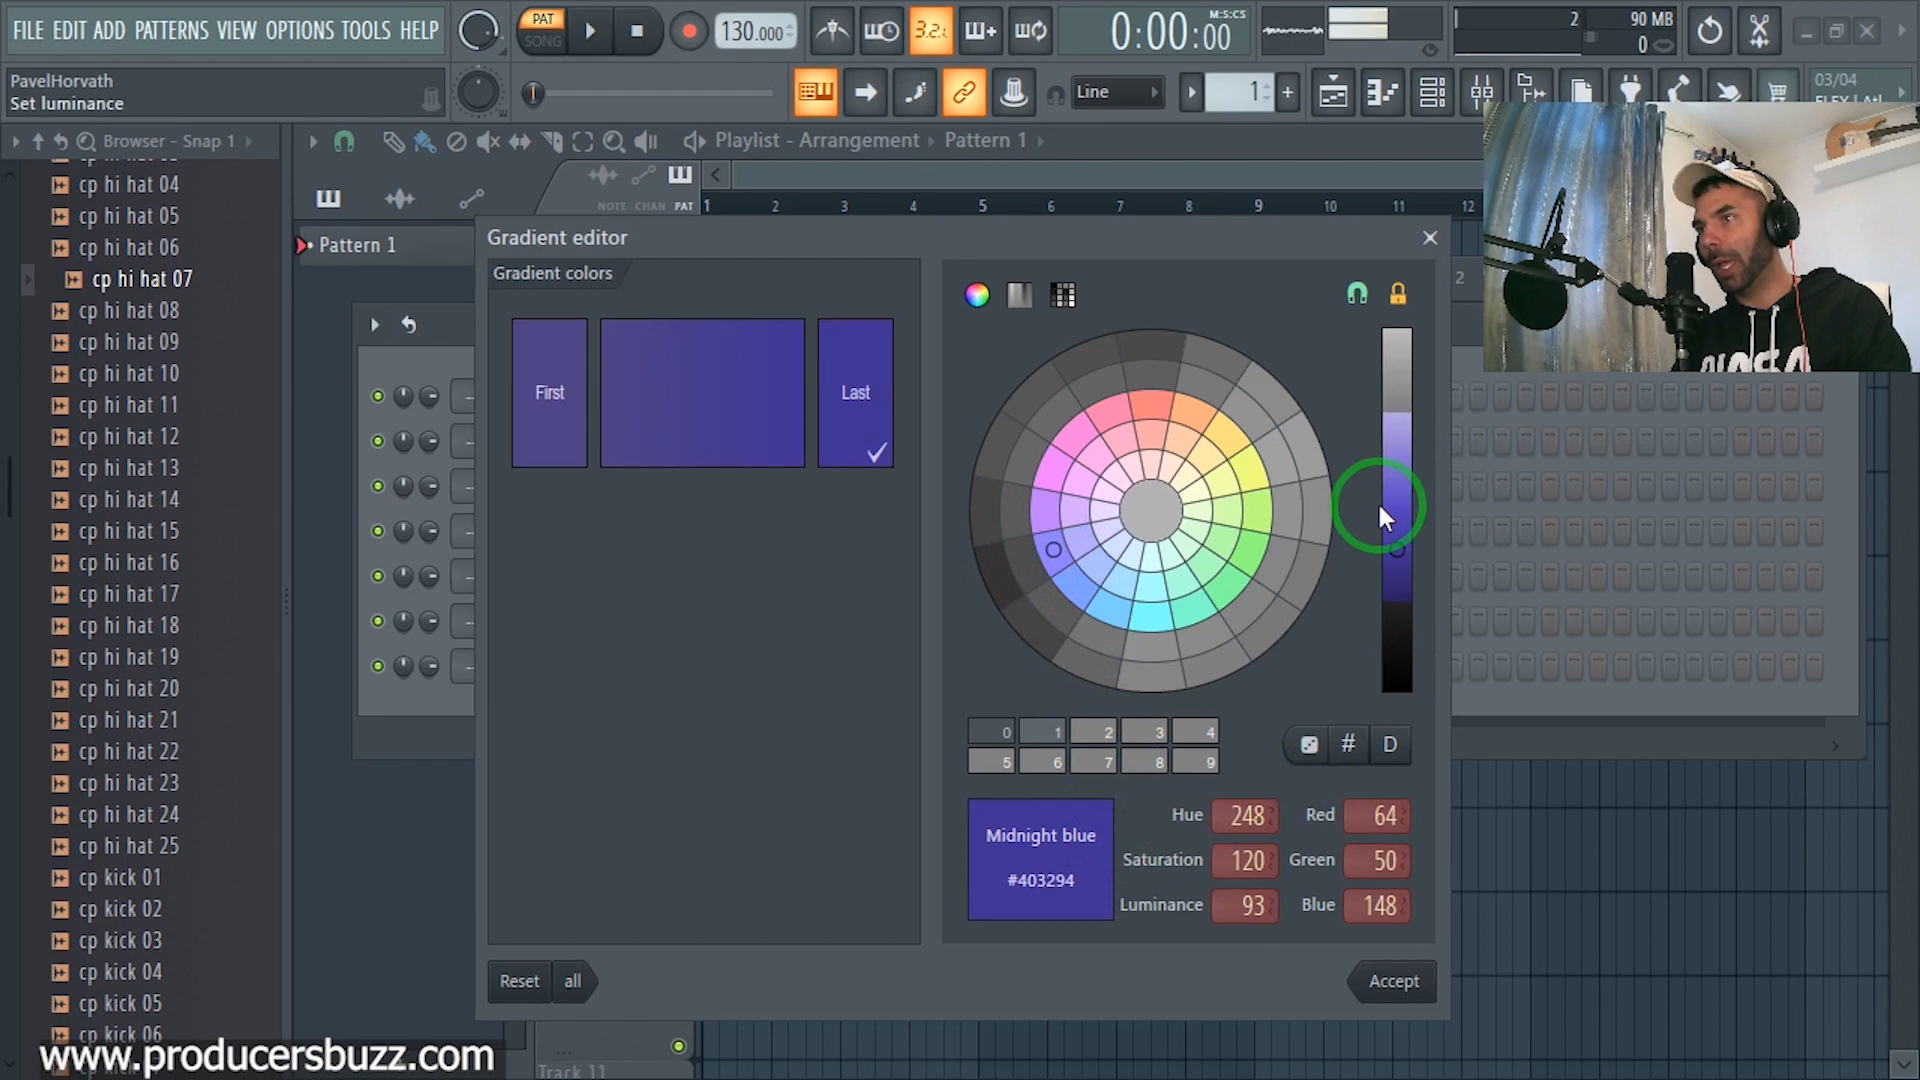 FILE EDIT ADD PATTERNS VIEW OPTIONS TOOLS HELP
PAT
SONG
130.000
3.2.
0:00:00
M:S:CS
2
90 MB
0
PavelHorvath
Set luminance
Line
1
03/04
Browser - Snap 1
Playlist - Arrangement
Pattern 1
cp hi hat 04
cp hi hat 05
cp hi hat 06
cp hi hat 07
cp hi hat 08
cp hi hat 09
cp hi hat 10
cp hi hat 11
cp hi hat 12
cp hi hat 13
cp hi hat 14
cp hi hat 15
cp hi hat 16
cp hi hat 17
cp hi hat 18
cp hi hat 19
cp hi hat 20
cp hi hat 21
cp hi hat 22
cp hi hat 23
cp hi hat 24
cp hi hat 25
cp kick 01
cp kick 02
cp kick 03
cp kick 04
cp kick 05
cp kick 06
NOTE CHAN PAT
1 2 3 4 5 6 7 8 9 10 11 12
Pattern 1
Gradient editor
Gradient colors
First
Last
2
0 1 2 3 4
5 6 7 8 9
# D
Midnight blue
#403294
Hue 248 Red 64
Saturation 120 Green 50
Luminance 93 Blue 148
Reset all
Accept
Track 11
www.producersbuzz.com